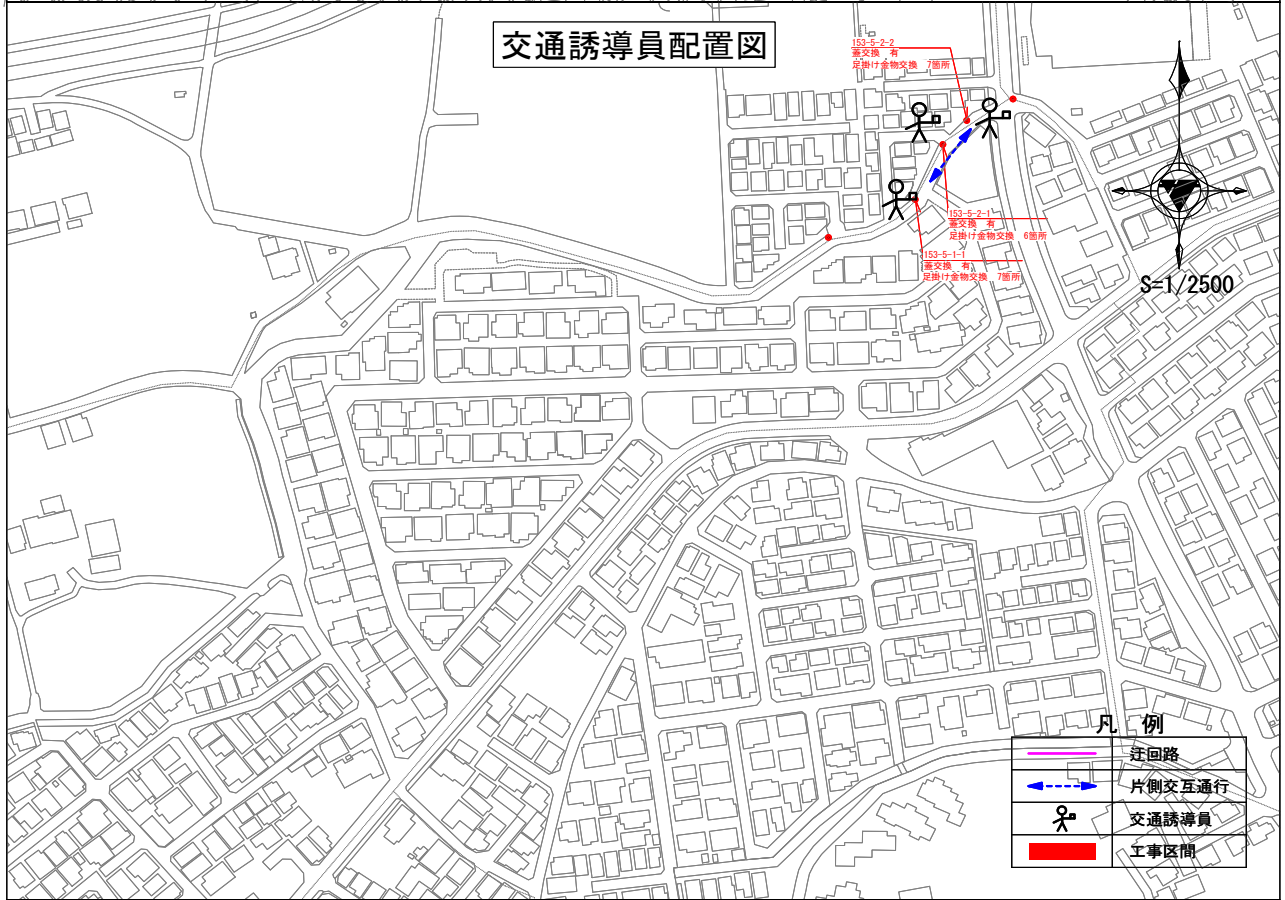 交通誘導員配置図
153-5-2-2
蓋交換 有
足掛け金物交換 7箇所
153-5-2-1
蓋交換 有
足掛け金物交換 6箇所
153-5-1-1
蓋交換 有
足掛け金物交換 7箇所
S=1/2500
凡 例
迂回路
片側交互通行
交通誘導員
工事区間